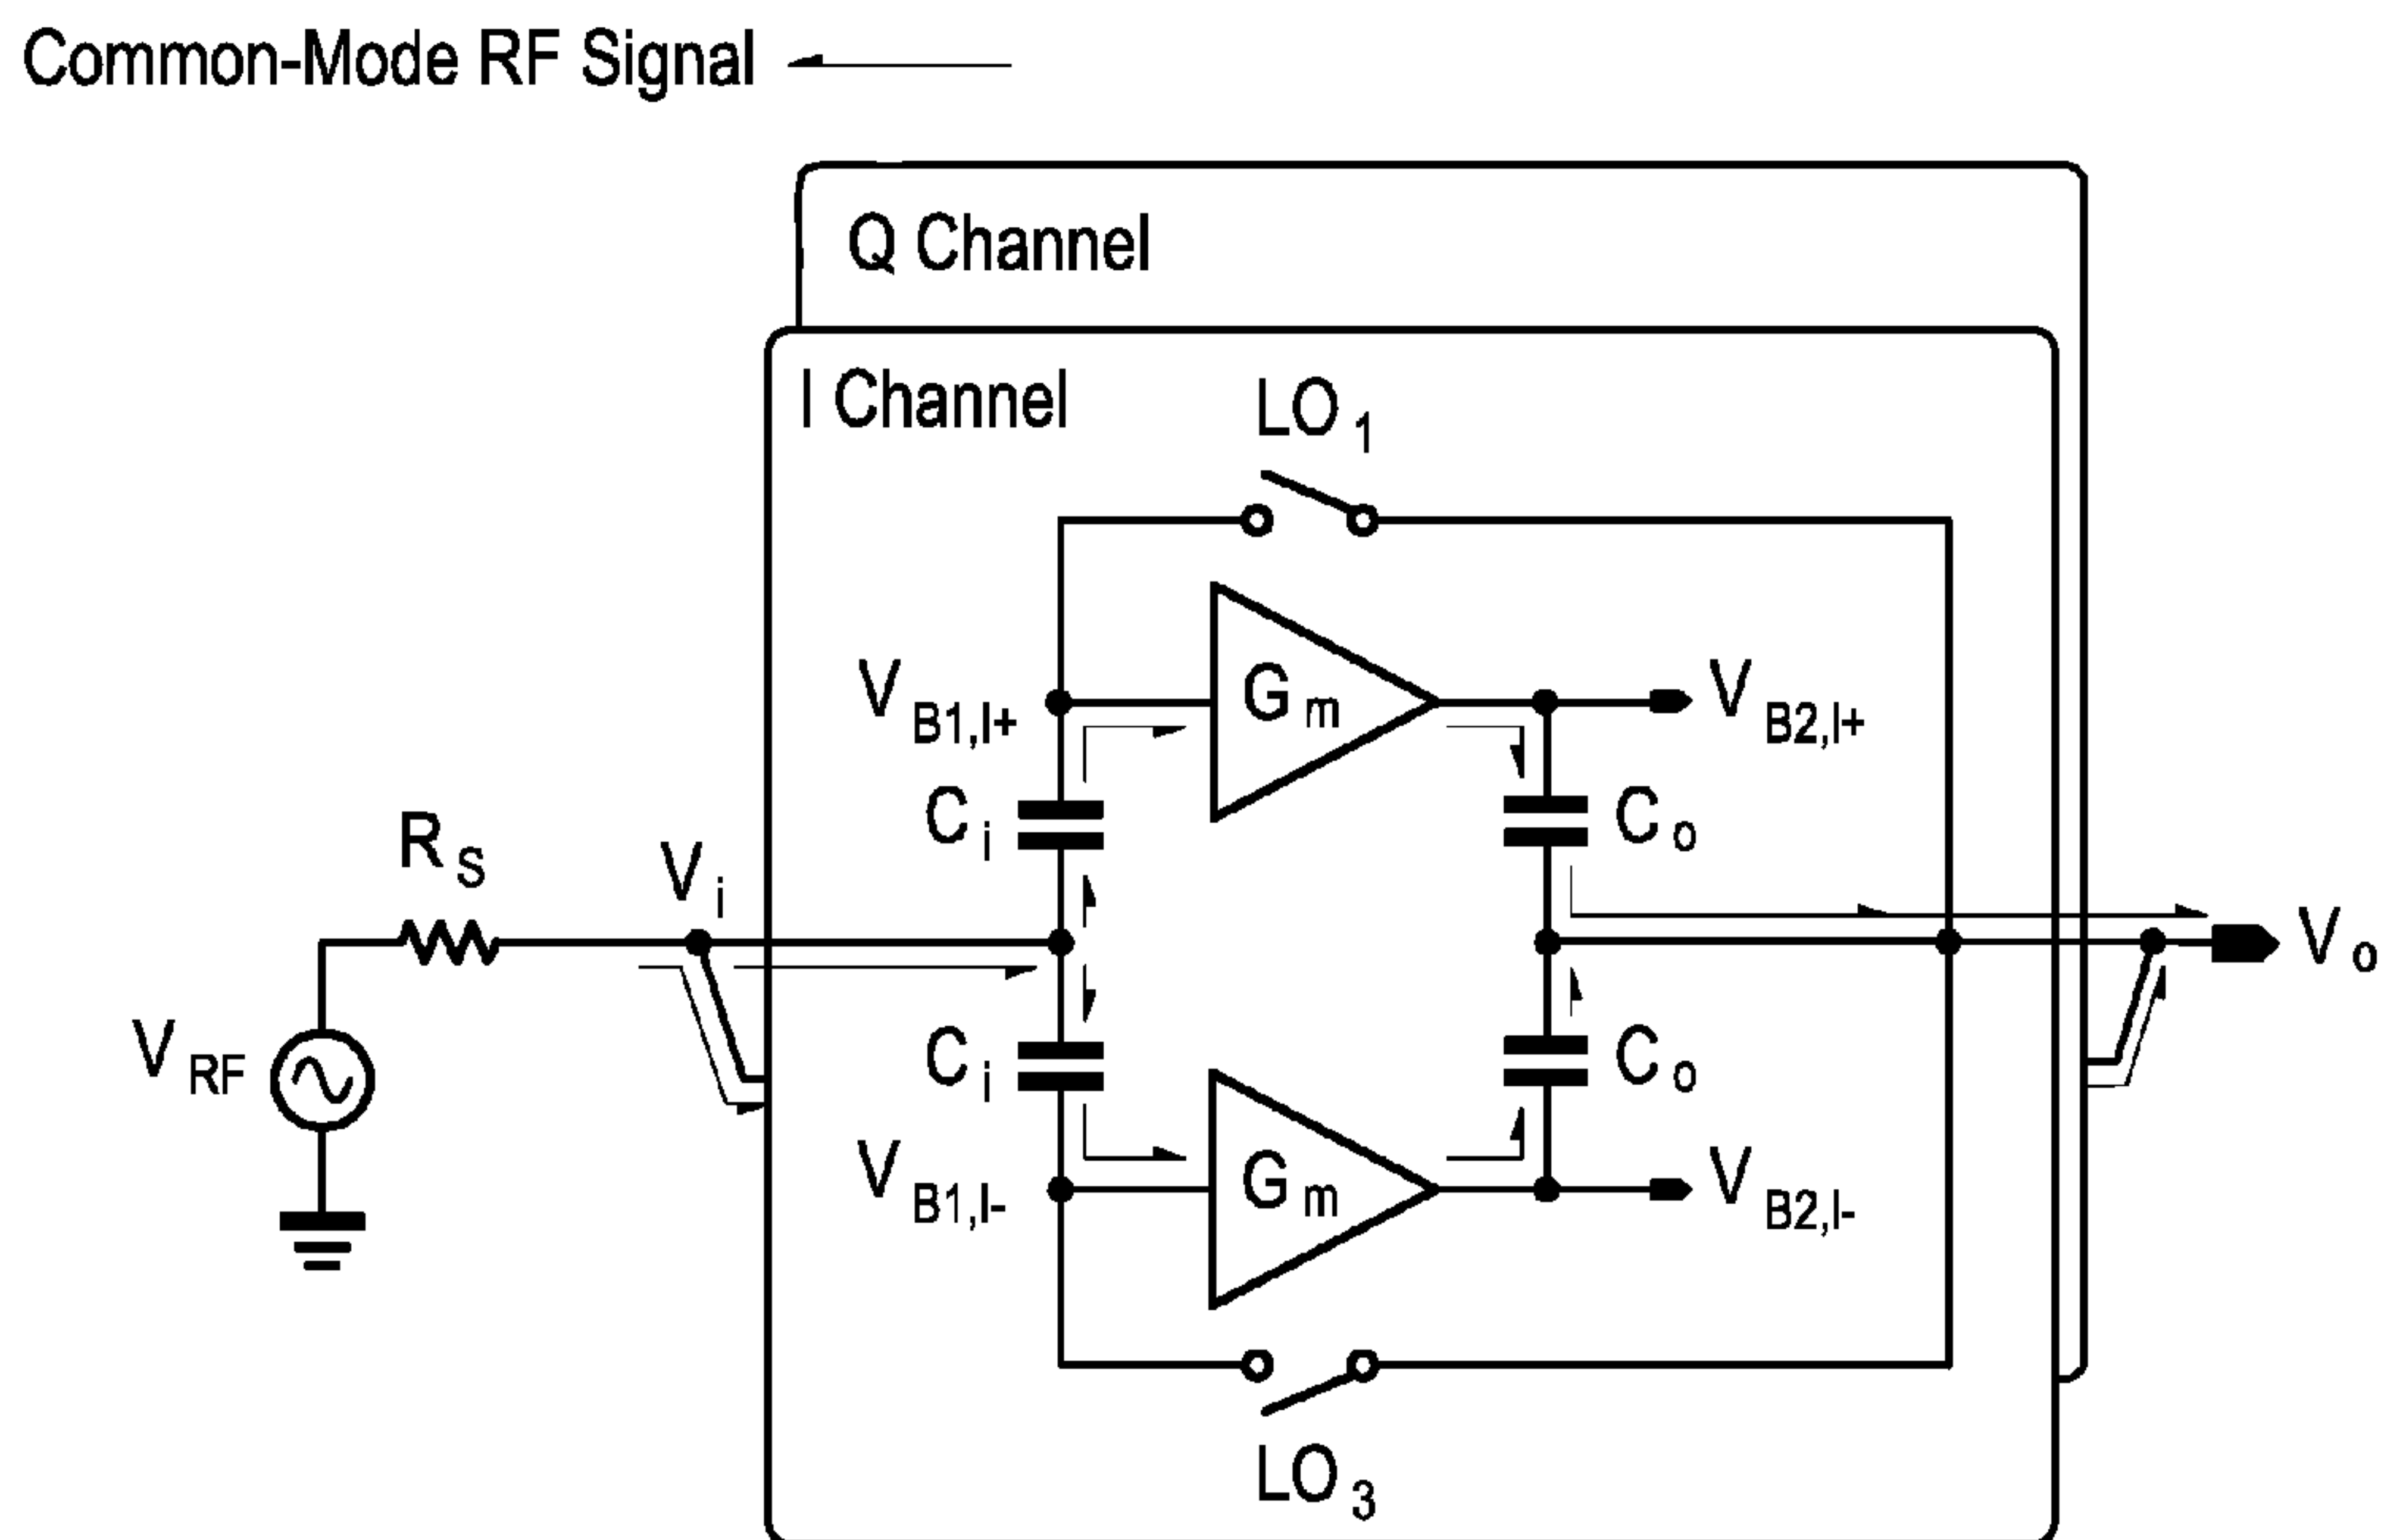 Common-Mode RF Signal
Q Channel
I Channel
LO 1
V B1,I+
G m
V B2,I+
C i
C o
R S
V i
V o
V RF
C i
C o
V B1,I-
G m
V B2,I-
LO 3